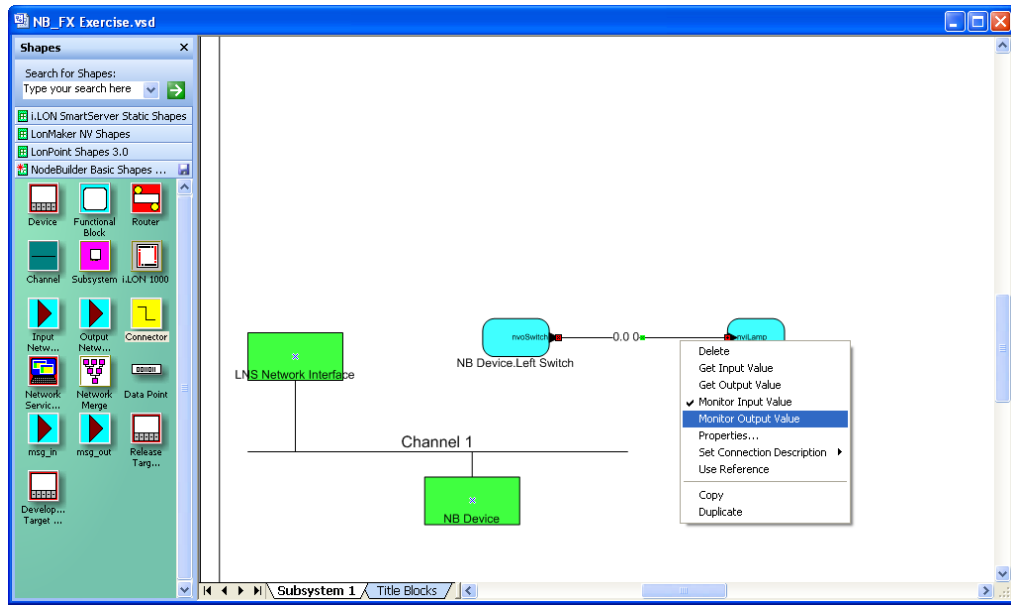 NB_FX Exercise.vsd
Shapes
Search for Shapes:
Type your search here
i.LON SmartServer Static Shapes
LonMaker NV Shapes
LonPoint Shapes 3.0
NodeBuilder Basic Shapes ...
Device
Functional
Block
Router
Channel
Subsystem
i.LON 1000
Input
Netw...
Output
Netw...
Connector
Network
Servic...
Network
Merge
Data Point
msg_in
msg_out
Release
Targ...
Develop...
Target ...
nvoSwitch
0.0 0
nviLamp
NB Device.Left Switch
LNS Network Interface
Channel 1
NB Device
Delete
Get Input Value
Get Output Value
Monitor Input Value
Monitor Output Value
Properties...
Set Connection Description
Use Reference
Copy
Duplicate
Subsystem 1
Title Blocks